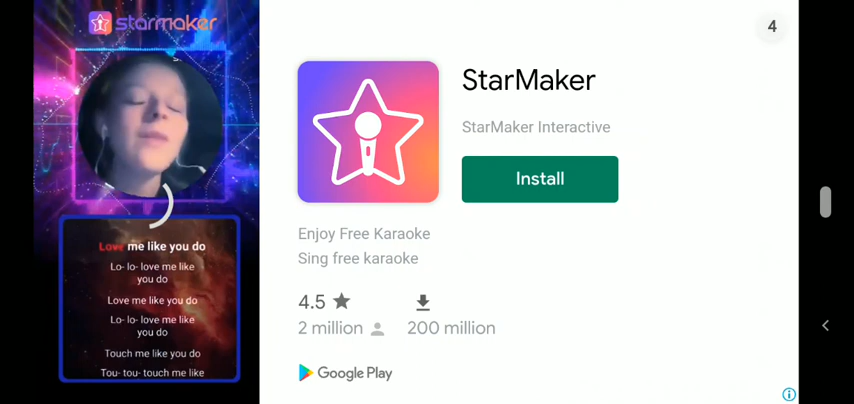 starmaker
Love me like you do
Lo- lo- love me like
you do
Love me like you do
Lo- lo- love me like
you do
Touch me like you do
Tou- tou- touch me like
4
StarMaker
StarMaker Interactive
Install
Enjoy Free Karaoke
Sing free karaoke
4.5
2 million
200 million
Google Play